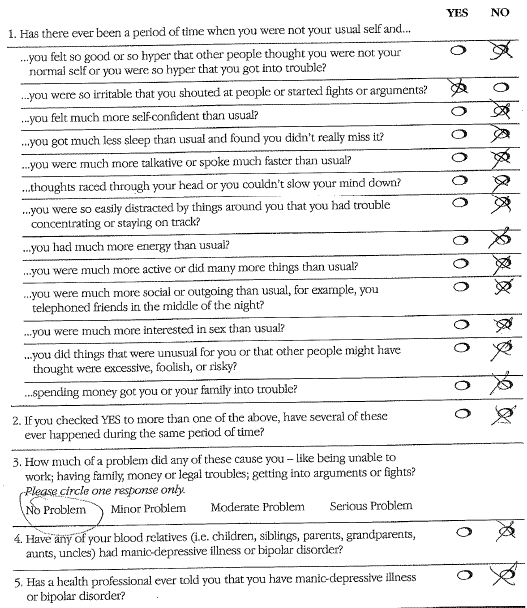 YES NO
1. Has there ever been a period of time when you were not your usual self and...
...you felt so good or so hyper that other people thought you were not your
normal self or you were so hyper that you got into trouble?
...you were so irritable that you shouted at people or started fights or arguments?
...you felt much more self-confident than usual?
...you got much less sleep than usual and found you didn't really miss it?
...you were much more talkative or spoke much faster than usual?
...thoughts raced through your head or you couldn't slow your mind down?
...you were so easily distracted by things around you that you had trouble
concentrating or staying on track?
...you had much more energy than usual?
...you were much more active or did many more things than usual?
...you were much more social or outgoing than usual, for example, you
telephoned friends in the middle of the night?
...you were much more interested in sex than usual?
...you did things that were unusual for you or that other people might have
thought were excessive, foolish, or risky?
...spending money got you or your family into trouble?
2. If you checked YES to more than one of the above, have several of these
ever happened during the same period of time?
3. How much of a problem did any of these cause you – like being unable to
work; having family, money or legal troubles; getting into arguments or fights?
Please circle one response only.
No Problem Minor Problem Moderate Problem Serious Problem
4. Have any of your blood relatives (i.e. children, siblings, parents, grandparents,
aunts, uncles) had manic-depressive illness or bipolar disorder?
5. Has a health professional ever told you that you have manic-depressive illness
or bipolar disorder?